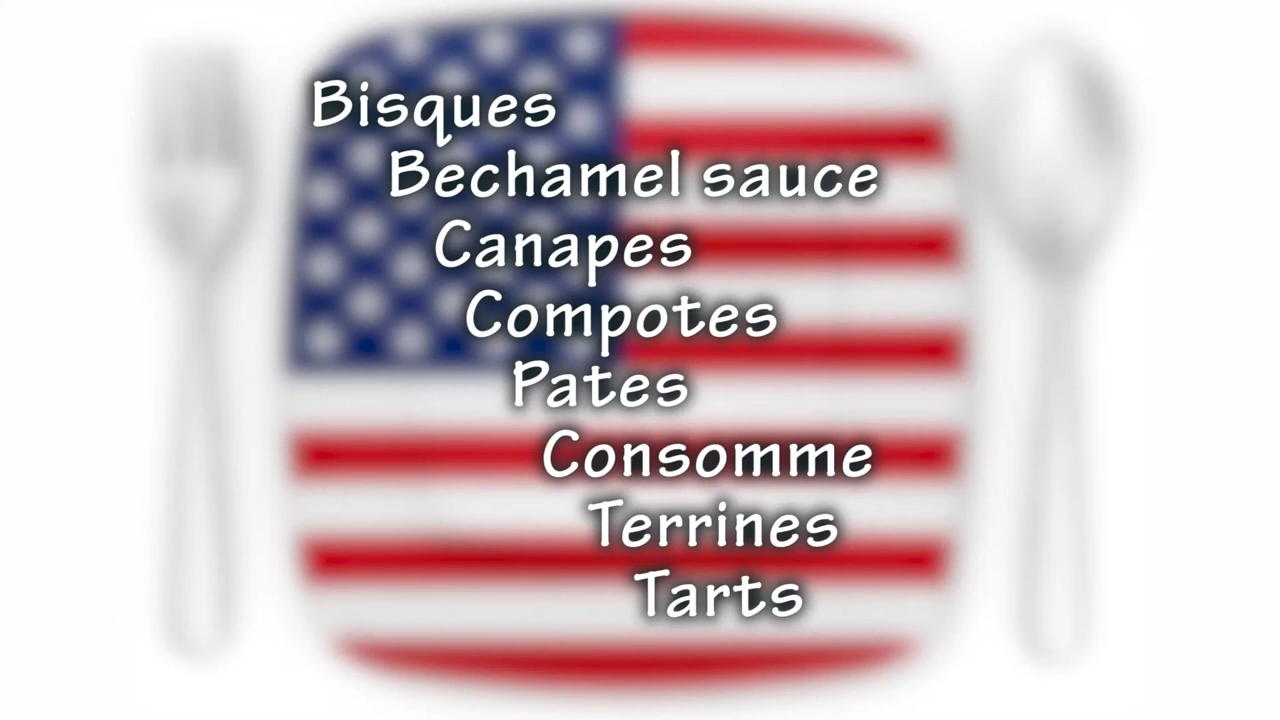 Bisques
Bechamel sauce
Canapes
Compotes
Pates
Consomme
Terrines
Tarts